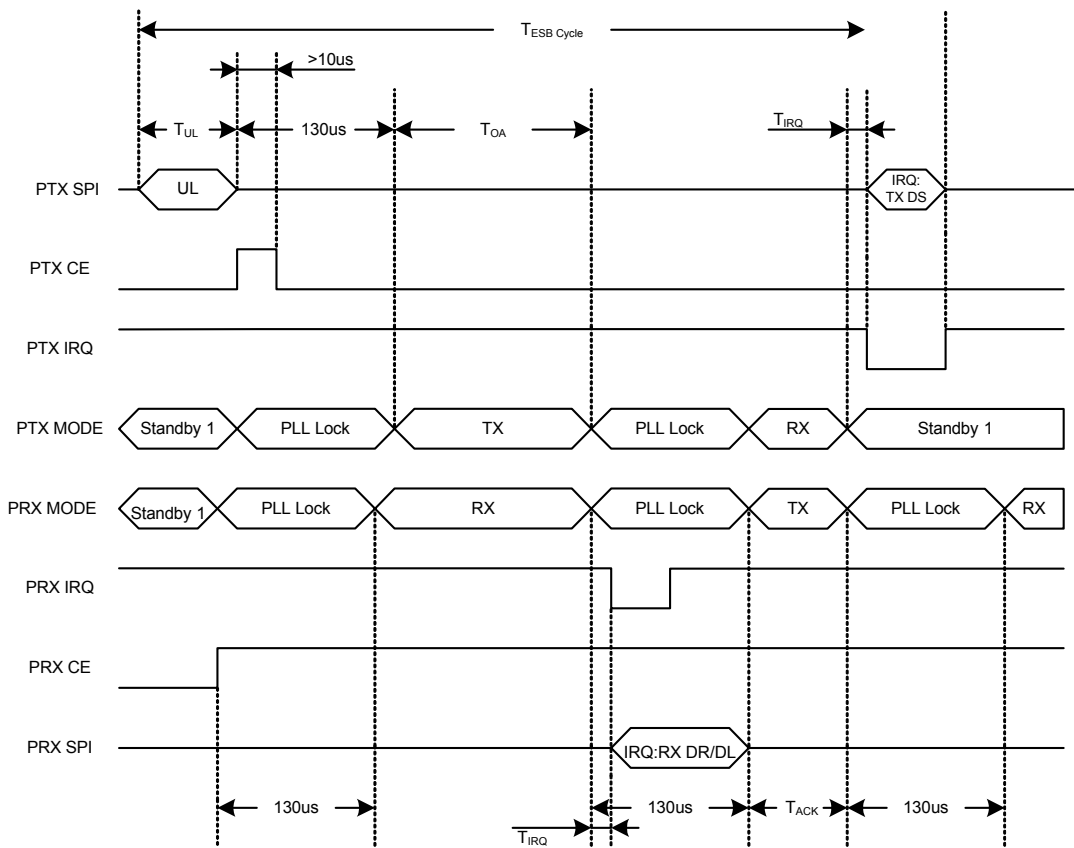 TESB Cycle
>10us
TUL
130us
TOA
TIRQ
PTX SPI
UL
IRQ:
TX DS
PTX CE
PTX IRQ
PTX MODE
Standby 1
PLL Lock
TX
PLL Lock
RX
Standby 1
PRX MODE
Standby 1
PLL Lock
RX
PLL Lock
TX
PLL Lock
RX
PRX IRQ
PRX CE
PRX SPI
IRQ:RX DR/DL
130us
130us
TACK
130us
TIRQ